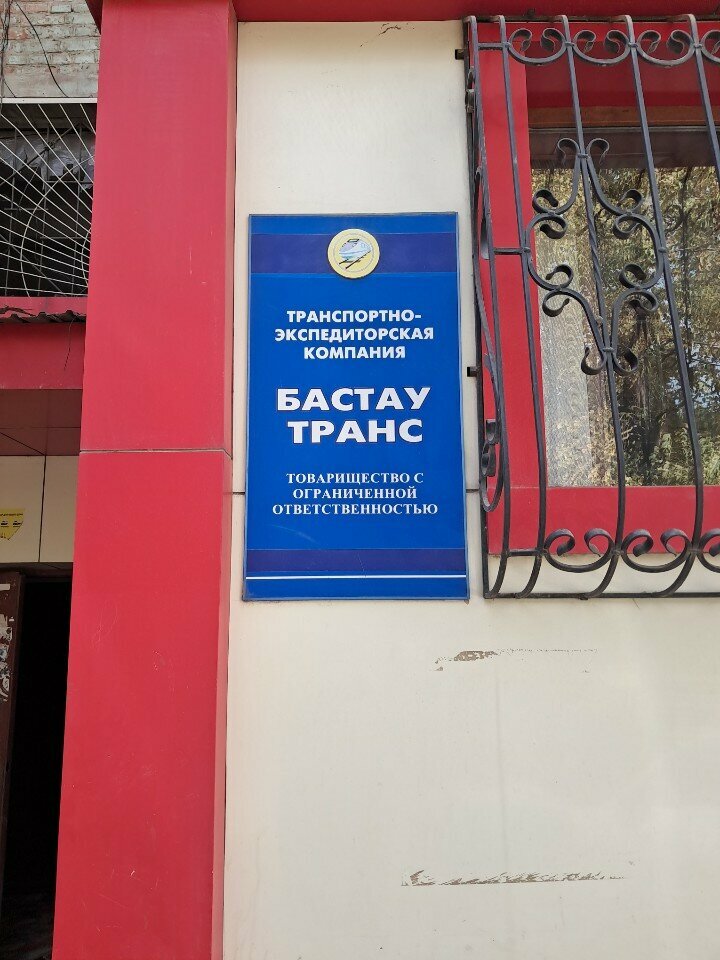 ТРАНСПОРТНО-
ЭКСПЕДИТОРСКАЯ
КОМПАНИЯ
БАСТАУ
ТРАНС
ТОВАРИЩЕСТВО С
ОГРАНИЧЕННОЙ
ОТВЕТСТВЕННОСТЬЮ